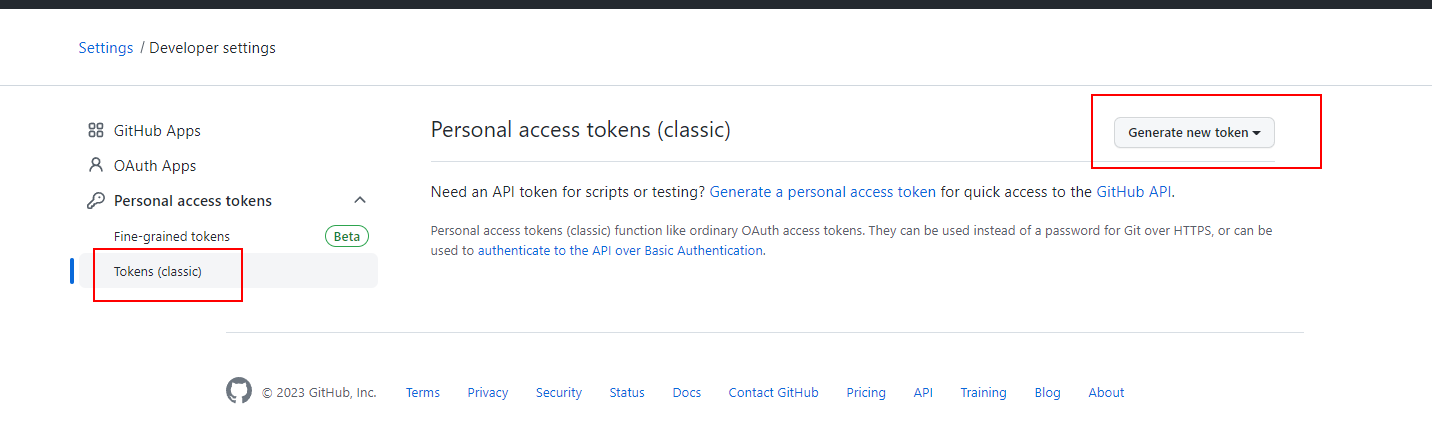 Settings / Developer settings
GitHub Apps
OAuth Apps
Personal access tokens
Fine-grained tokens Beta
Tokens (classic)
Personal access tokens (classic)
Generate new token
Need an API token for scripts or testing? Generate a personal access token for quick access to the GitHub API.
Personal access tokens (classic) function like ordinary OAuth access tokens. They can be used instead of a password for Git over HTTPS, or can be
used to authenticate to the API over Basic Authentication.
© 2023 GitHub, Inc. Terms Privacy Security Status Docs Contact GitHub Pricing API Training Blog About